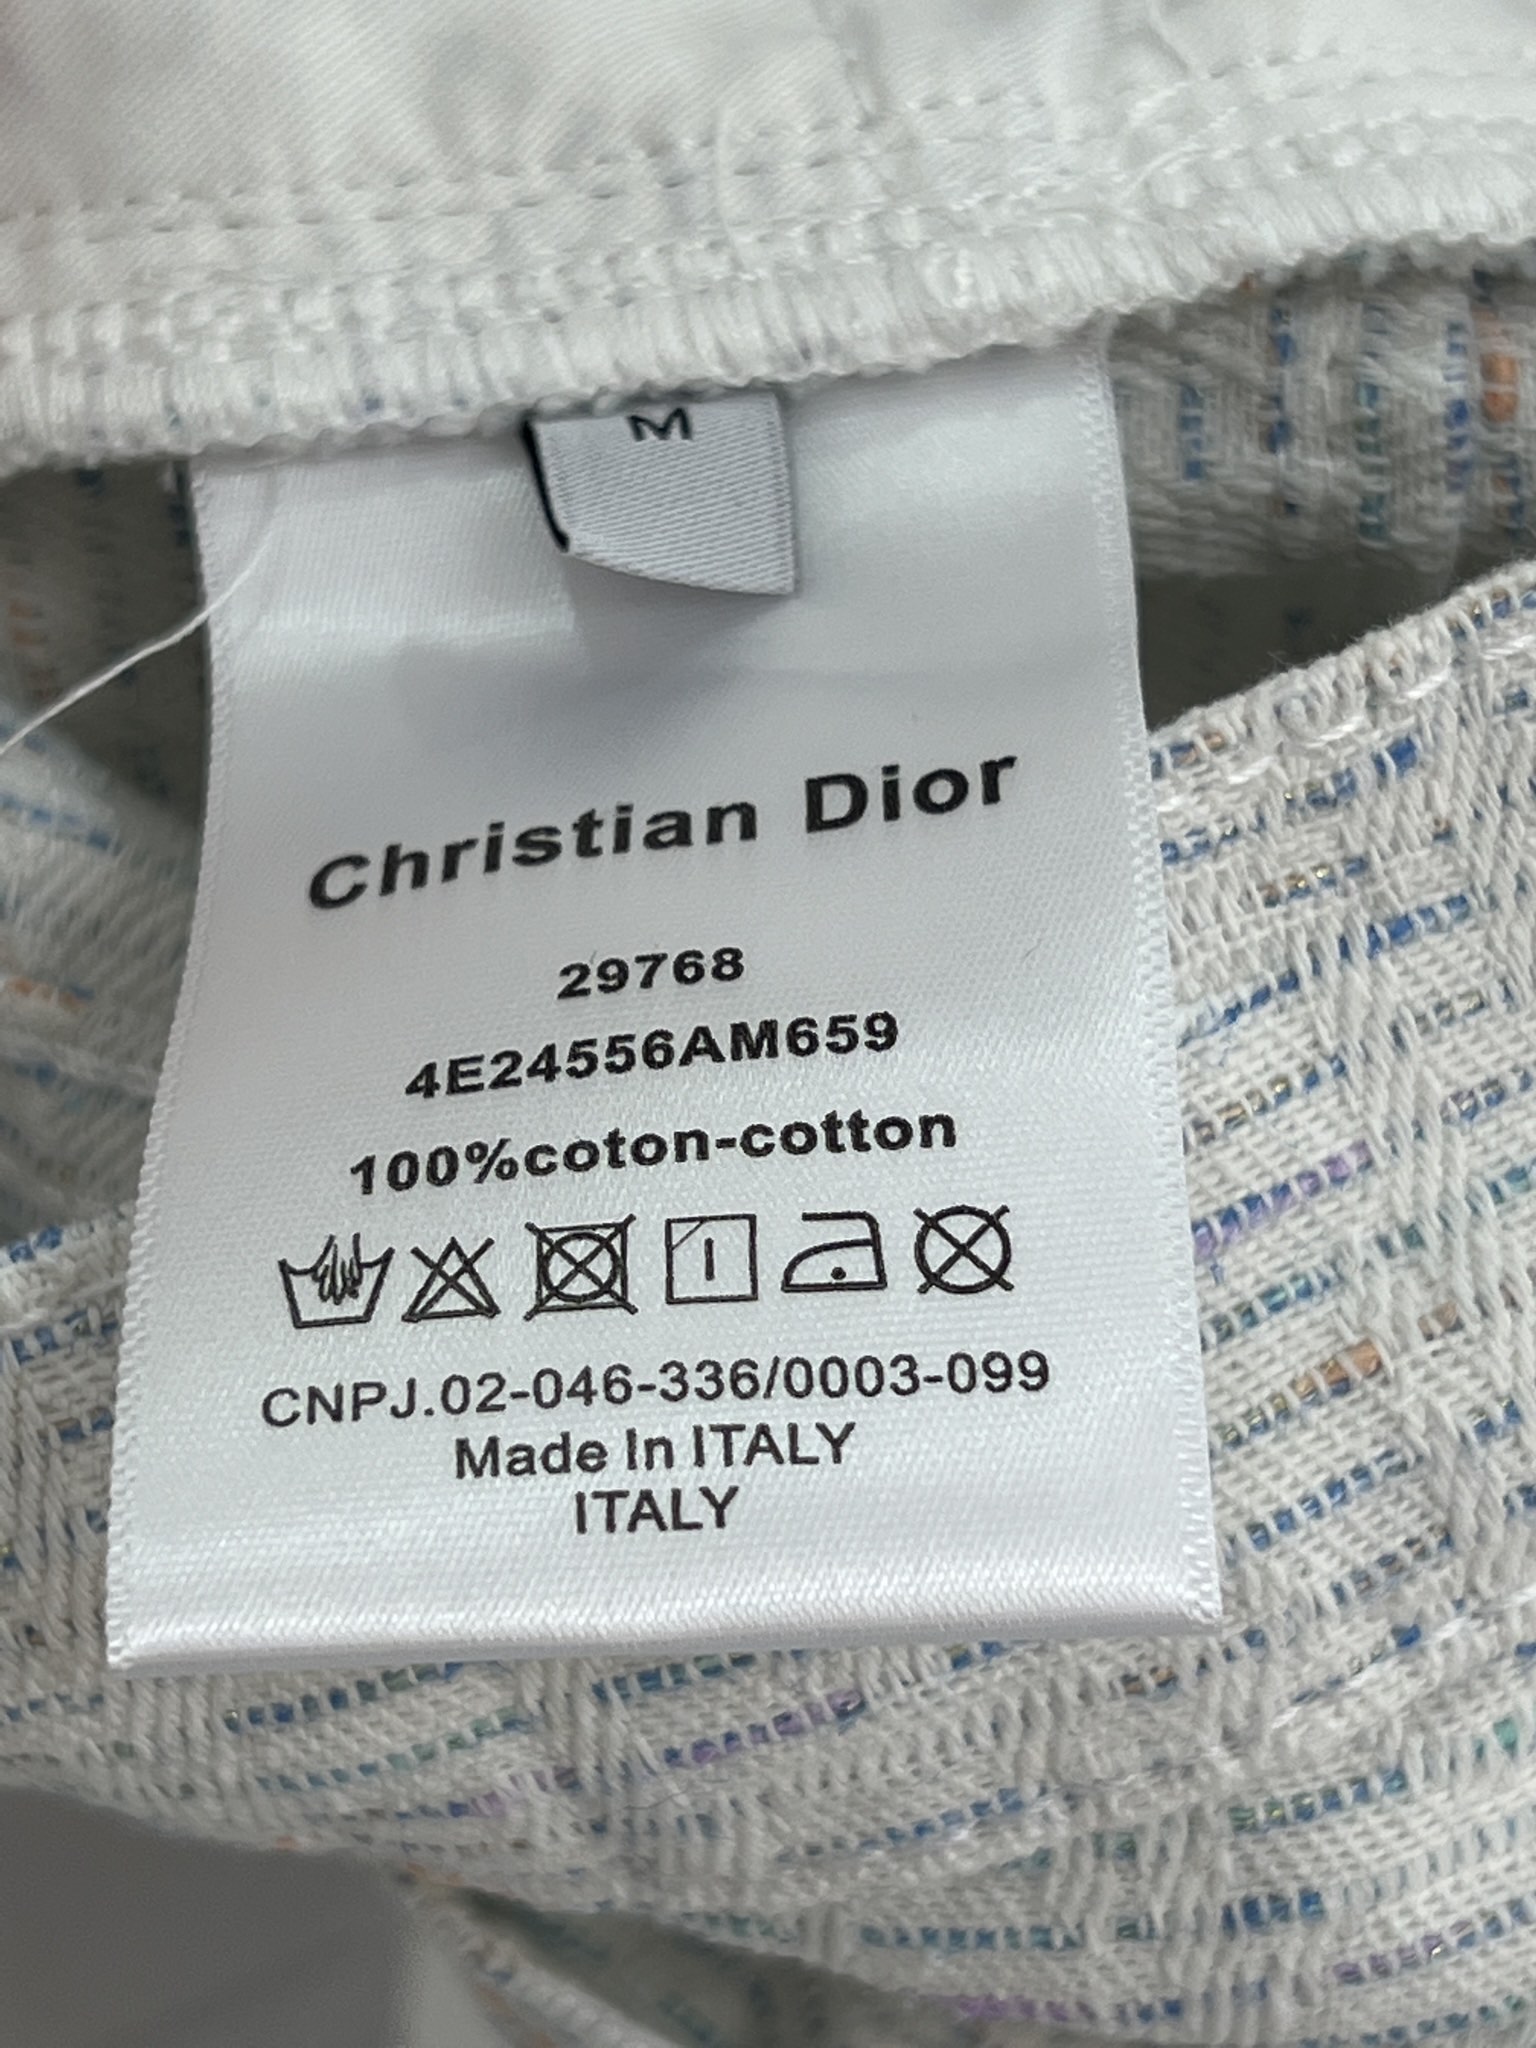 M
Christian Dior
29768
4E24556AM659
100%coton-cotton
CNPJ.02-046-336/0003-099
Made In ITALY
ITALY